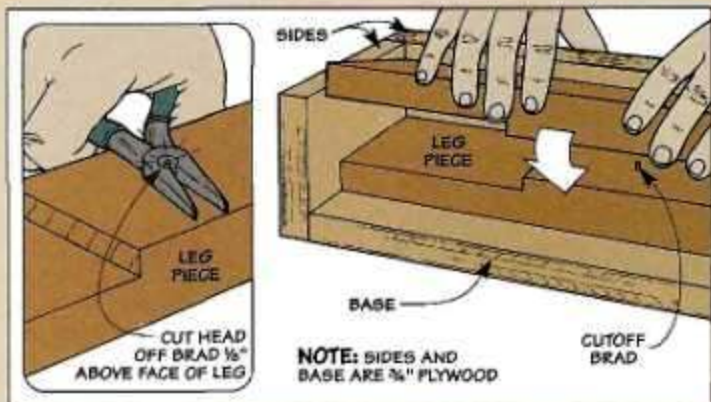 LEG
PIECE
CUT HEAD
OFF BRAD ⅛"
ABOVE FACE OF LEG
SIDES
LEG
PIECE
BASE
CUTOFF
BRAD
NOTE: SIDES AND
BASE ARE ¾" PLYWOOD